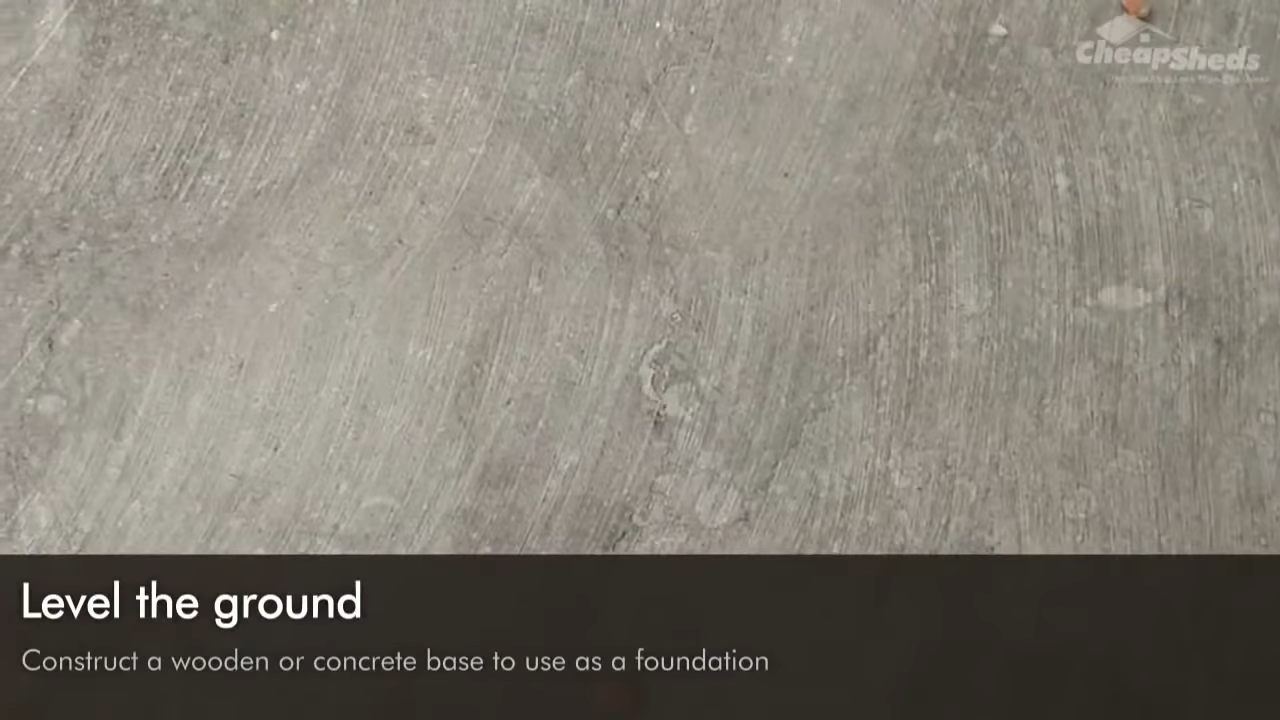 CheapSheds
Level the ground
Construct a wooden or concrete base to use as a foundation